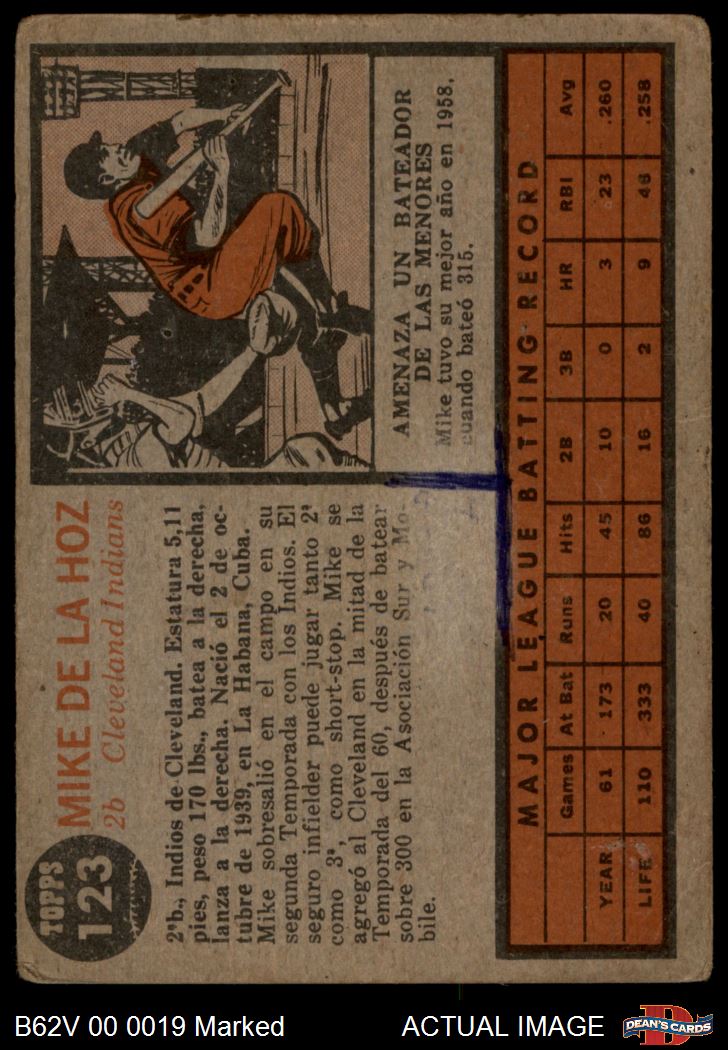 TOPPS
123
MIKE DE LA HOZ
2b Cleveland Indians
2ªb., Indios de Cleveland. Estatura 5,11
pies, peso 170 lbs., batea a la derecha,
lanza a la derecha. Nació el 2 de oc-
tubre de 1939, en La Habana, Cuba.
Mike sobresalió en el campo en su
segunda Temporada con los Indios. El
seguro infielder puede jugar tanto 2ª
como 3ª, como short-stop. Mike se
agregó al Cleveland en la mitad de la
Temporada del 60, después de batear
sobre 300 en la Asociación Sur y Mo-
bile.
AMENAZA UN BATEADOR
DE LAS MENORES
Mike tuvo su mejor año en 1958,
cuando bateó 315.
MAJOR LEAGUE BATTING RECORD
Games At Bat Runs Hits 2B 3B HR RBI Avg
YEAR 61 173 20 45 10 0 3 23 .260
LIFE 110 333 40 86 16 2 9 46 .258
B62V 00 0019 Marked
ACTUAL IMAGE
DEAN'S CARDS